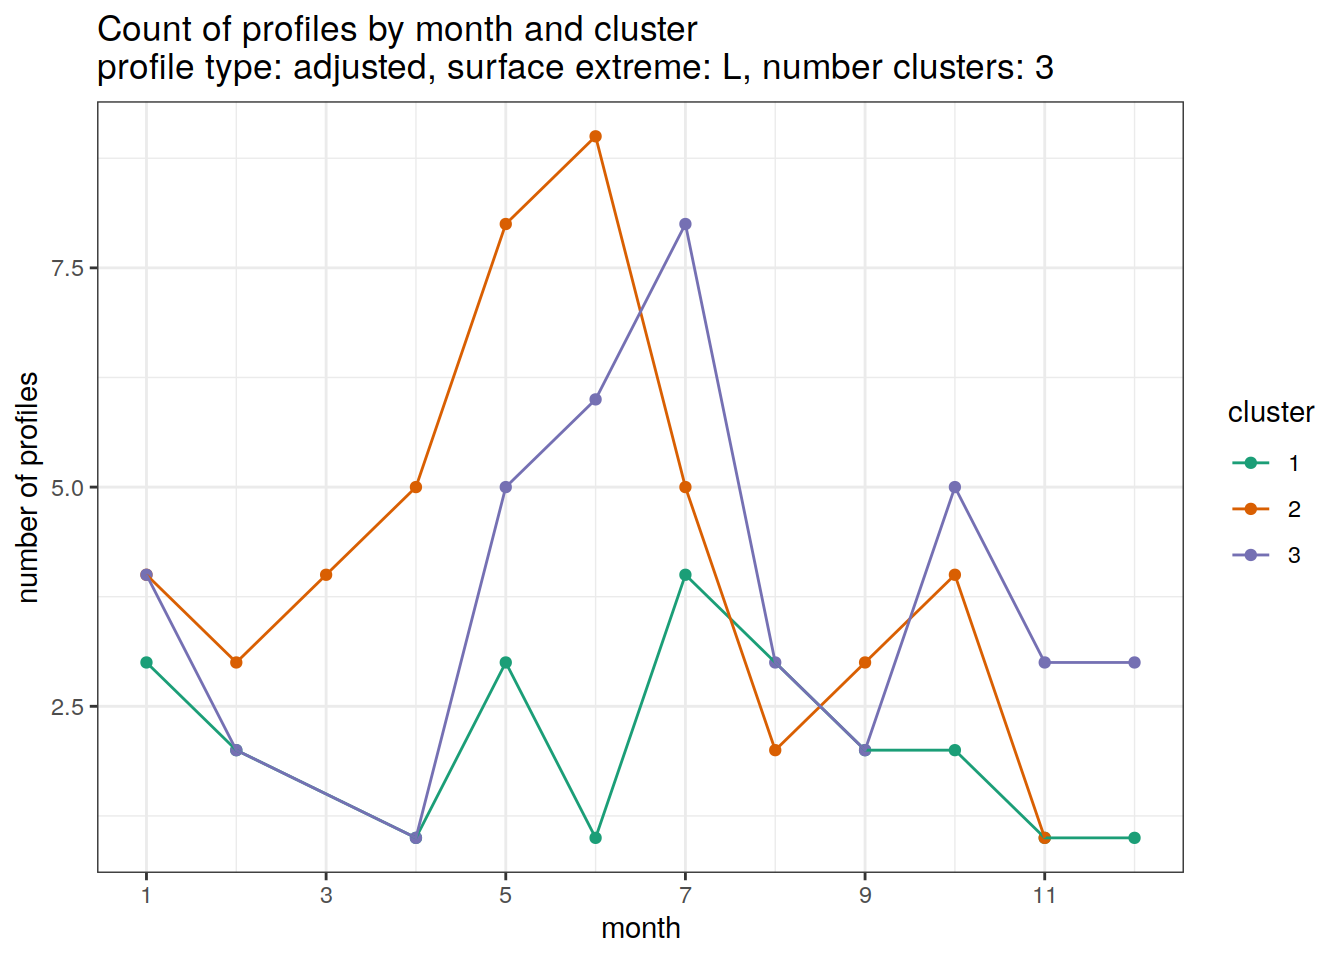 Count of profiles by month and cluster
profile type: adjusted, surface extreme: L, number clusters: 3
number of profiles
7.5
5.0
2.5
1
3
5
7
9
11
month
cluster
1
2
3